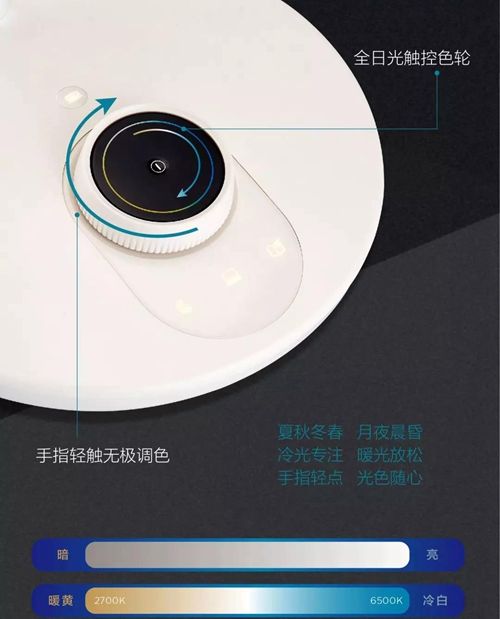 全日光触控色轮
手指轻触无极调色
夏秋冬春 月夜晨昏
冷光专注 暖光放松
手指轻点 光色随心
暗 亮
暖黄 2700K 6500K 冷白